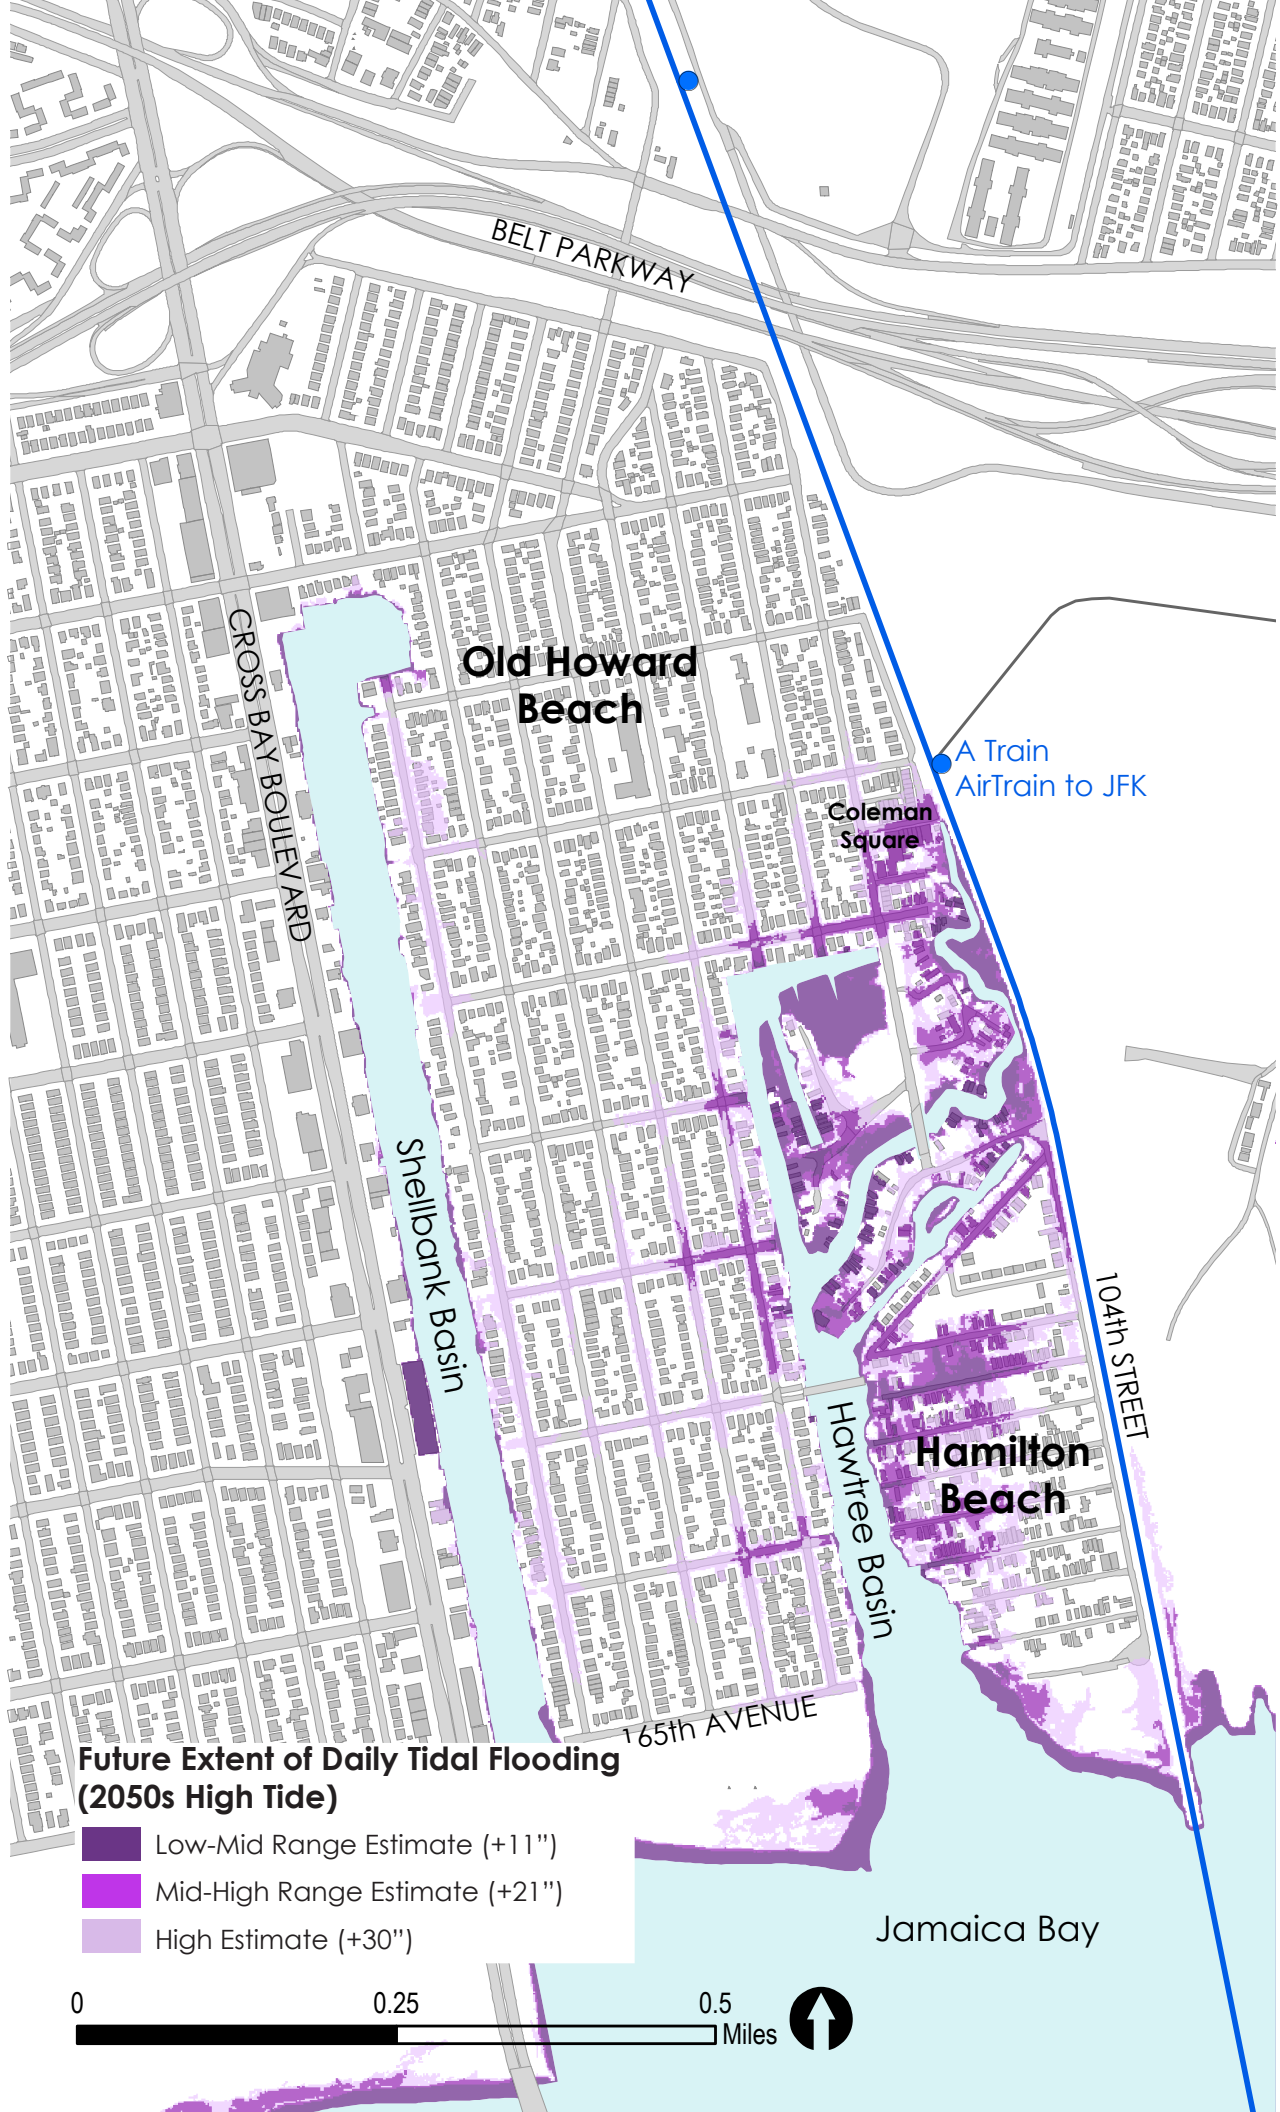 BELT PARKWAY
CROSS BAY BOULEVARD
Old Howard
Beach
A Train
AirTrain to JFK
Coleman
Square
Shellbank Basin
104th STREET
Hawtree Basin
Hamilton
Beach
165th AVENUE
Future Extent of Daily Tidal Flooding
(2050s High Tide)
Low-Mid Range Estimate (+11”)
Mid-High Range Estimate (+21”)
High Estimate (+30”)
Jamaica Bay
0 0.25 0.5
Miles